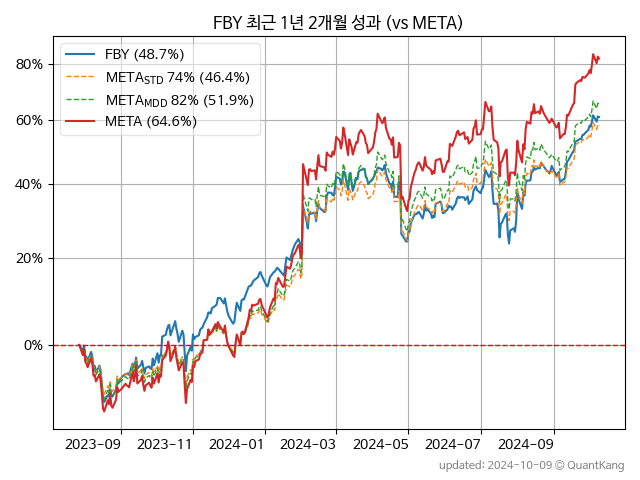 FBY 최근 1년 2개월 성과 (vs META)
FBY (48.7%)
METASTD 74% (46.4%)
METAMDD 82% (51.9%)
META (64.6%)
80%
60%
40%
20%
0%
2023-09 2023-11 2024-01 2024-03 2024-05 2024-07 2024-09
updated: 2024-10-09 © QuantKang